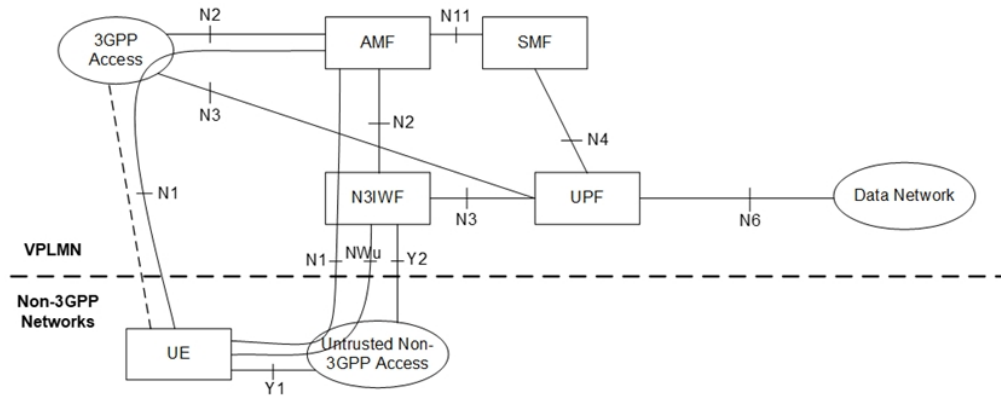 N2
N11
3GPP
Access
AMF
SMF
N3
N2
N4
N1
N3IWF
N3
UPF
N6
Data Network
VPLMN
N1
NWu
Y2
Non-3GPP
Networks
UE
Untrusted Non-
3GPP Access
Y1